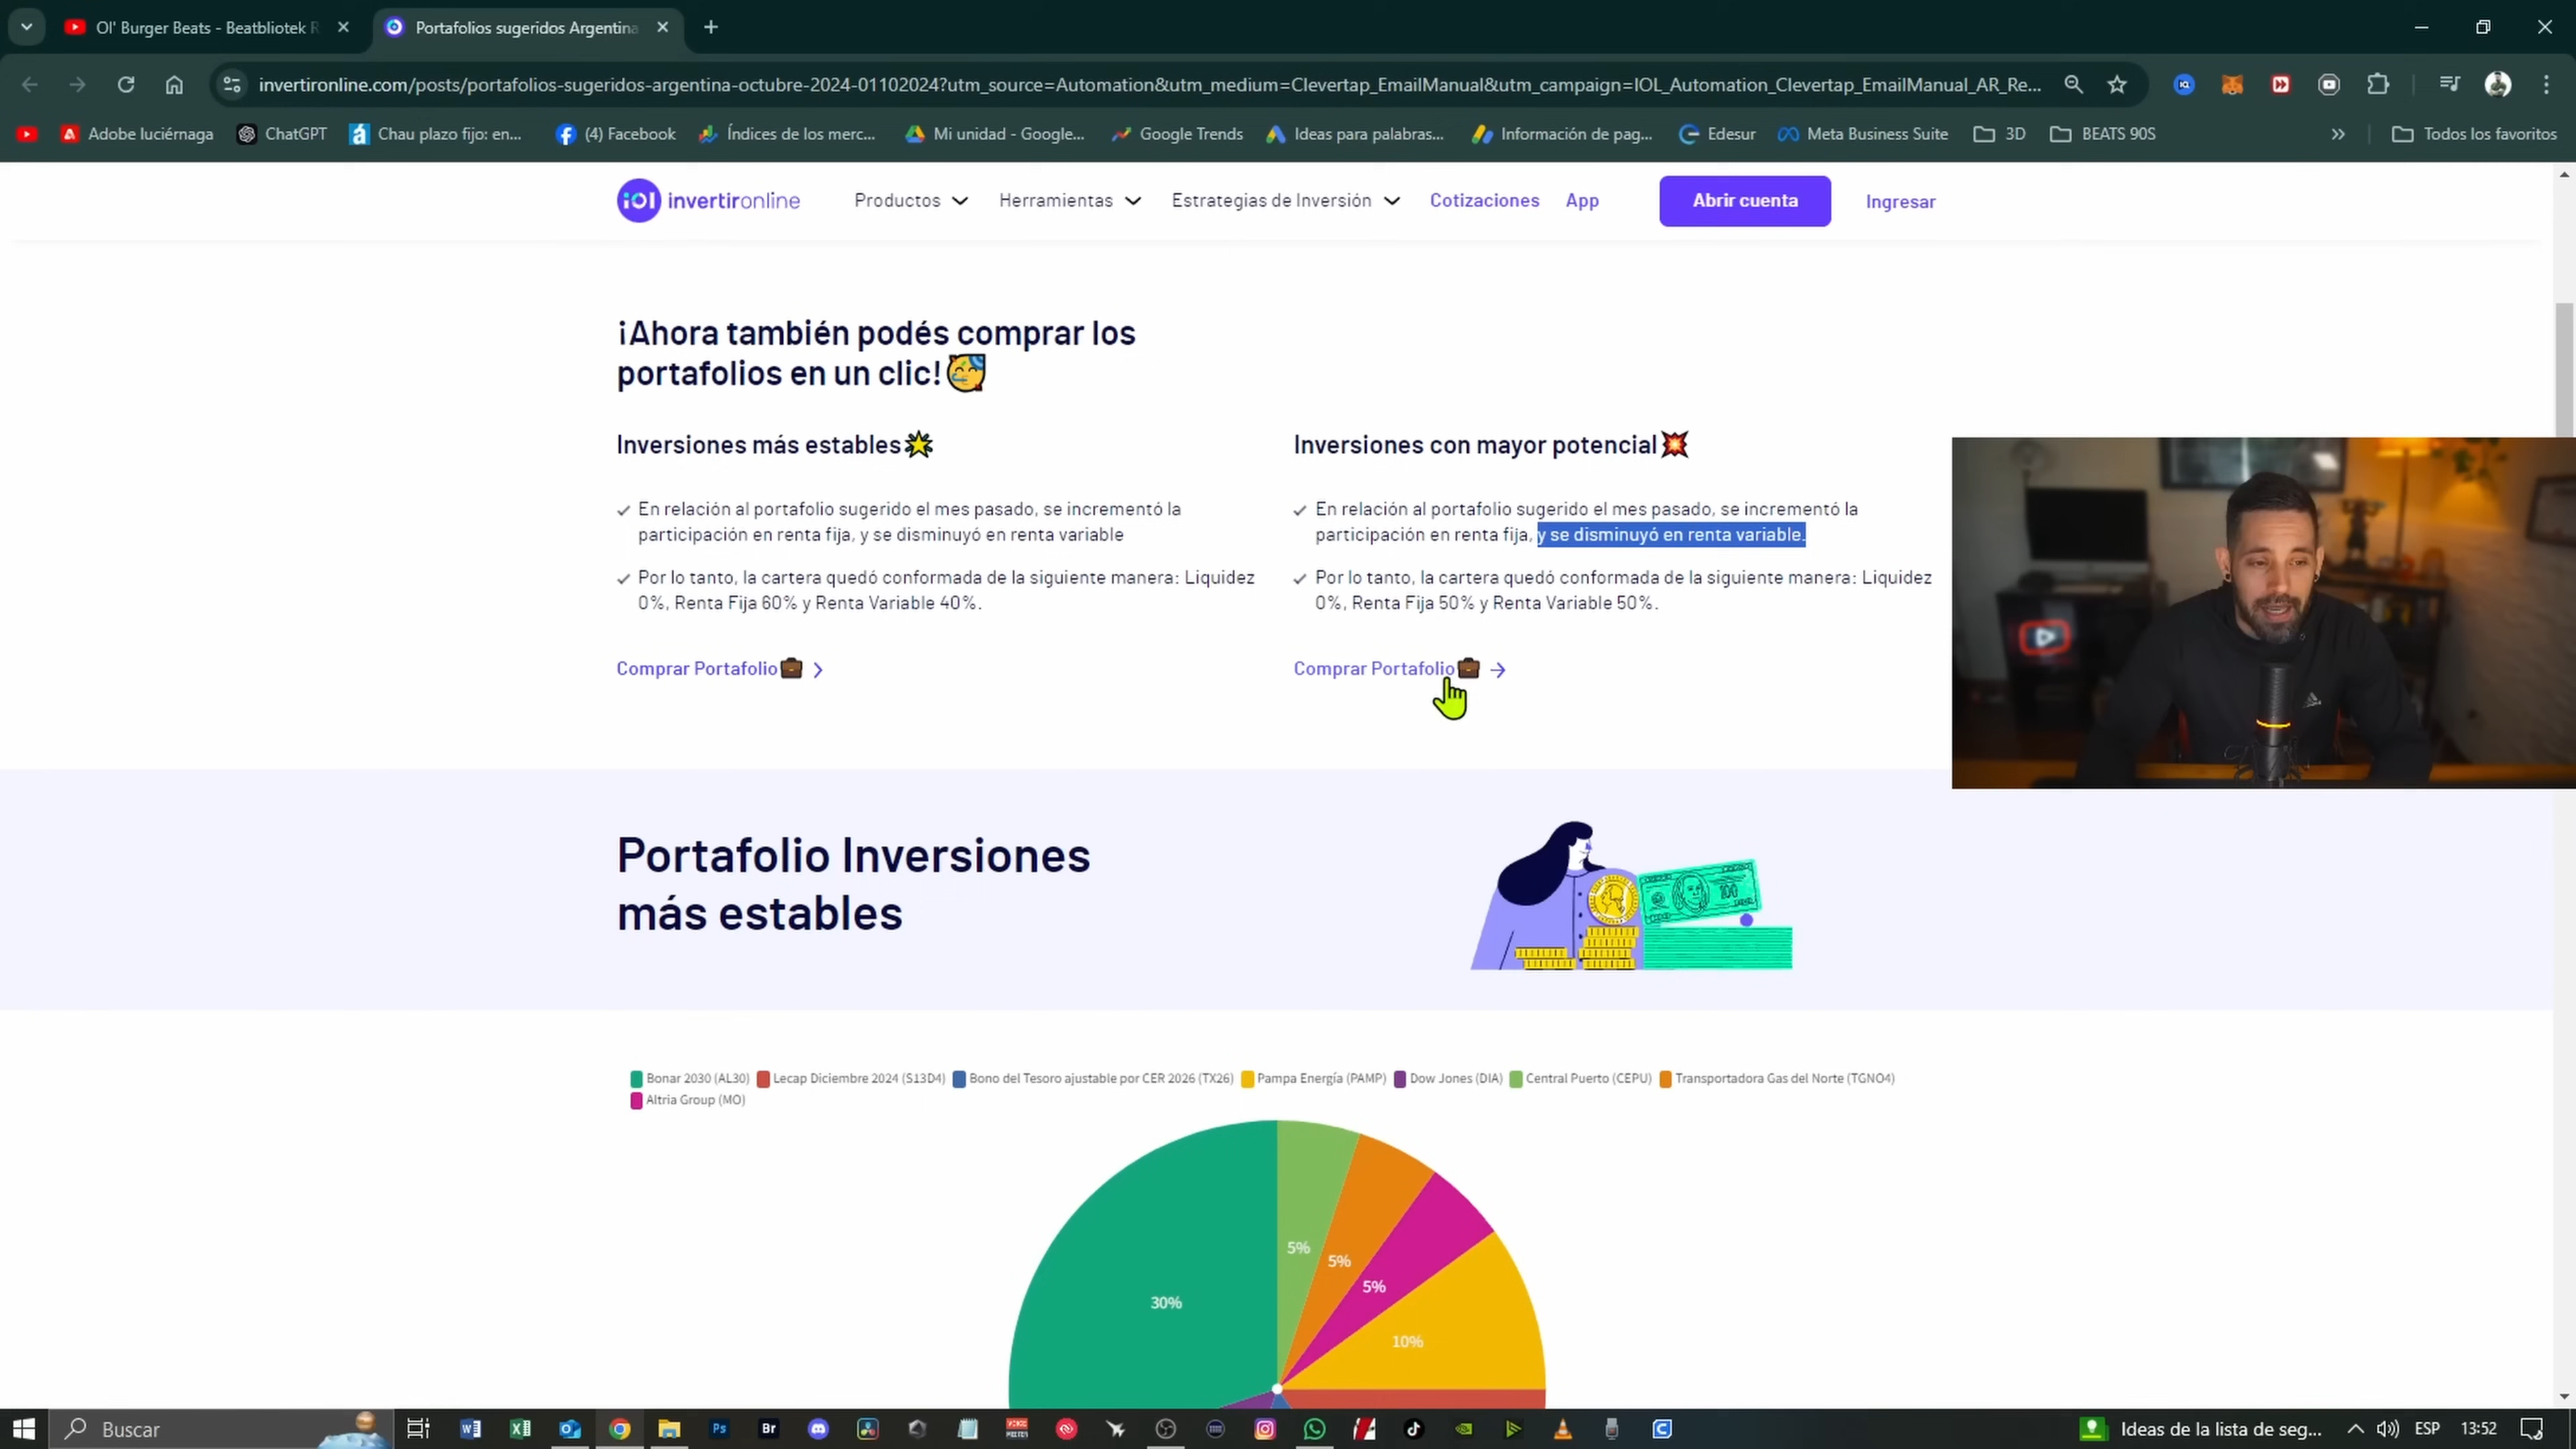 Ol' Burger Beats - Beatbliotek
Portafolios sugeridos Argentina
invertironline.com/posts/portafolios-sugeridos-argentina-octubre-2024-01102024?utm_source=Automation&utm_medium=Clevertap_EmailManual&utm_campaign=IOL_Automation_Clevertap_EmailManual_AR_Re...
Adobe luciérnaga
ChatGPT
Chau plazo fijo: en...
(4) Facebook
Índices de los merc...
Mi unidad - Google...
Google Trends
Ideas para palabras...
Información de pag...
Edesur
Meta Business Suite
3D
BEATS 90S
Todos los favoritos
iOl invertironline
Productos
Herramientas
Estrategias de Inversión
Cotizaciones
App
Abrir cuenta
Ingresar
¡Ahora también podés comprar los
portafolios en un clic!🥳
Inversiones más estables🌟
En relación al portafolio sugerido el mes pasado, se incrementó la
participación en renta fija, y se disminuyó en renta variable
Por lo tanto, la cartera quedó conformada de la siguiente manera: Liquidez
0%, Renta Fija 60% y Renta Variable 40%.
Comprar Portafolio💼
Inversiones con mayor potencial💥
En relación al portafolio sugerido el mes pasado, se incrementó la
participación en renta fija, y se disminuyó en renta variable.
Por lo tanto, la cartera quedó conformada de la siguiente manera: Liquidez
0%, Renta Fija 50% y Renta Variable 50%.
Comprar Portafolio💼
Portafolio Inversiones
más estables
100
Bonar 2030 (AL30) Lecap Diciembre 2024 (S13D4) Bono del Tesoro ajustable por CER 2026 (TX26) Pampa Energía (PAMP) Dow Jones (DIA) Central Puerto (CEPU) Transportadora Gas del Norte (TGNO4)
Altria Group (MO)
5%
5%
5%
30%
10%
Buscar
Ps
Br
Ideas de la lista de seg...
ESP
13:52